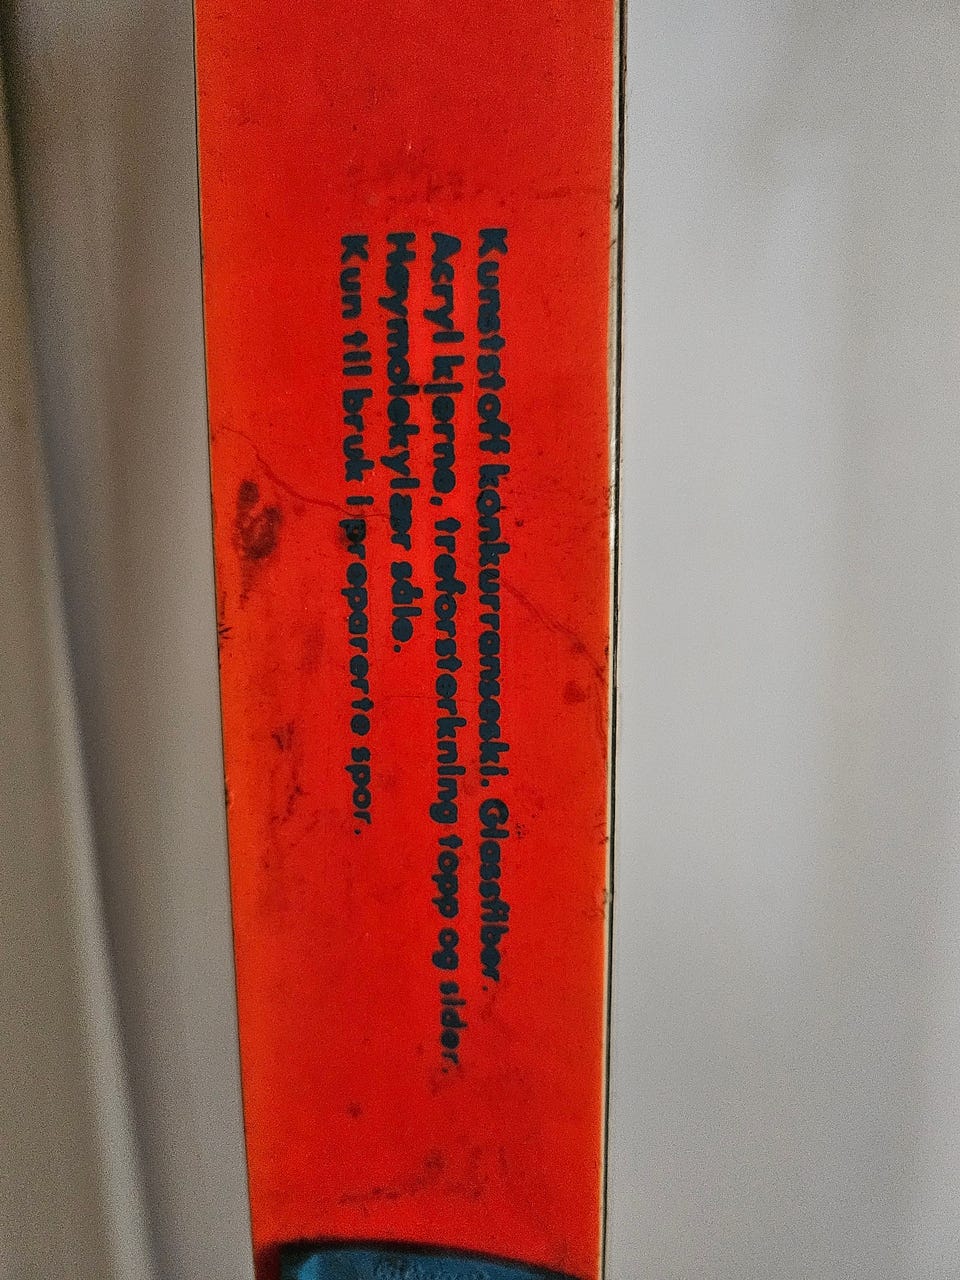 Kunststoff konkurranseski. Glassfiber.
Acryl kjerne, treforsterkning topp og sider.
Høymolekylær såle.
Kun til bruk i preparerte spor.